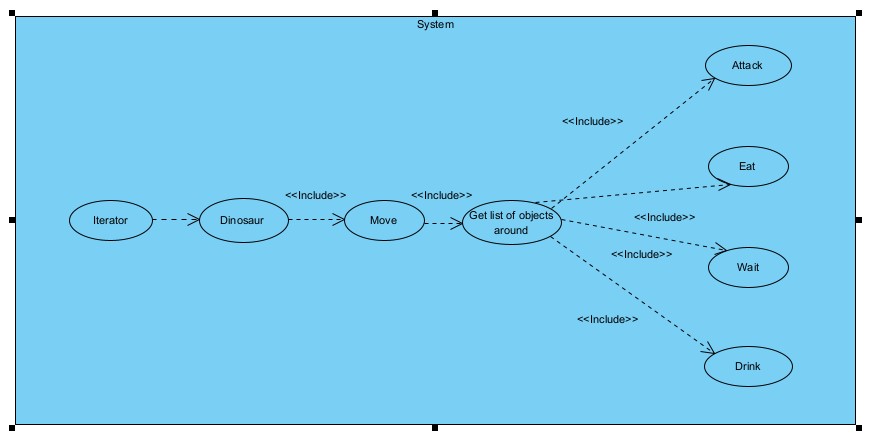 System
Attack
<<Include>>
Eat
<<Include>>
<<Include>>
Iterator
Dinosaur
Move
Get list of objects
around
<<Include>>
<<Include>>
Wait
<<Include>>
Drink